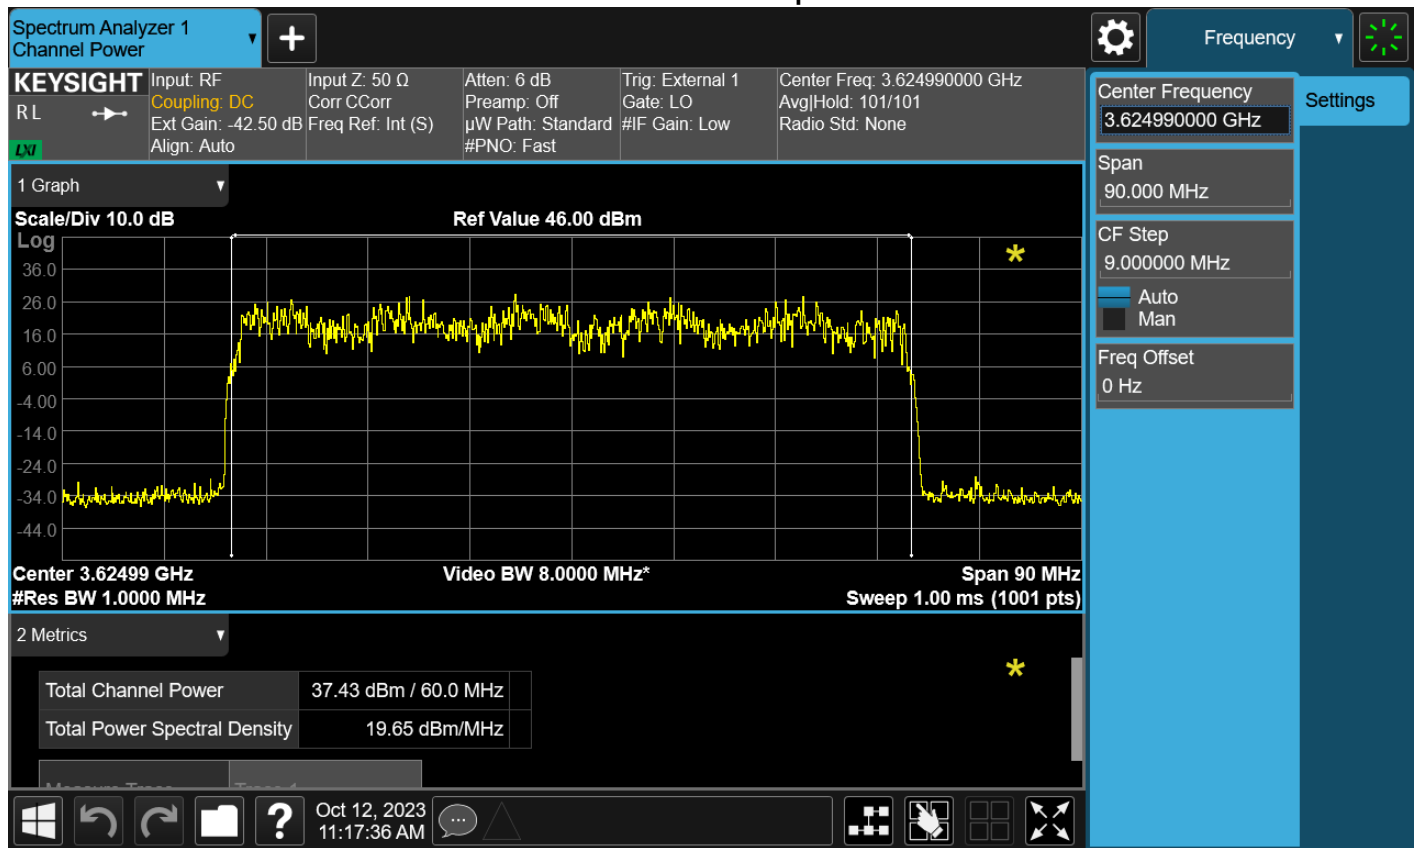 Spectrum Analyzer 1
Channel Power
Frequency
KEYSIGHT
R L
LXI
Input: RF
Coupling: DC
Ext Gain: -42.50 dB
Align: Auto
Input Z: 50 Ω
Corr CCorr
Freq Ref: Int (S)
Atten: 6 dB
Preamp: Off
µW Path: Standard
#PNO: Fast
Trig: External 1
Gate: LO
#IF Gain: Low
Center Freq: 3.624990000 GHz
Avg|Hold: 101/101
Radio Std: None
Center Frequency
3.624990000 GHz
Settings
Span
90.000 MHz
CF Step
9.000000 MHz
Auto
Man
Freq Offset
0 Hz
1 Graph
Scale/Div 10.0 dB
Ref Value 46.00 dBm
Log
36.0
26.0
16.0
6.00
-4.00
-14.0
-24.0
-34.0
-44.0
Center 3.62499 GHz
Video BW 8.0000 MHz*
Span 90 MHz
#Res BW 1.0000 MHz
Sweep 1.00 ms (1001 pts)
2 Metrics
Total Channel Power 37.43 dBm / 60.0 MHz
Total Power Spectral Density 19.65 dBm/MHz
Oct 12, 2023
11:17:36 AM